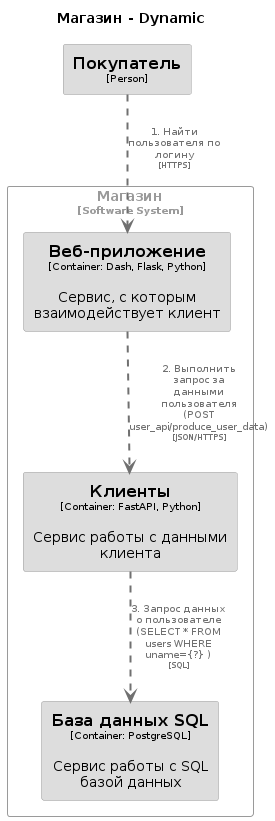 Магазин - Dynamic
Покупатель
[Person]
1. Найти
пользователя по
логину
[HTTPS]
Магазин
[Software System]
Веб-приложение
[Container: Dash, Flask, Python]
Сервис, с которым
взаимодействует клиент
2. Выполнить
запрос за
данными
пользователя
(POST
user_api/produce_user_data)
[JSON/HTTPS]
Клиенты
[Container: FastAPI, Python]
Сервис работы с данными
клиента
3. Запрос данных
о пользователе
(SELECT * FROM
users WHERE
uname={?} )
[SQL]
База данных SQL
[Container: PostgreSQL]
Сервис работы с SQL
базой данных